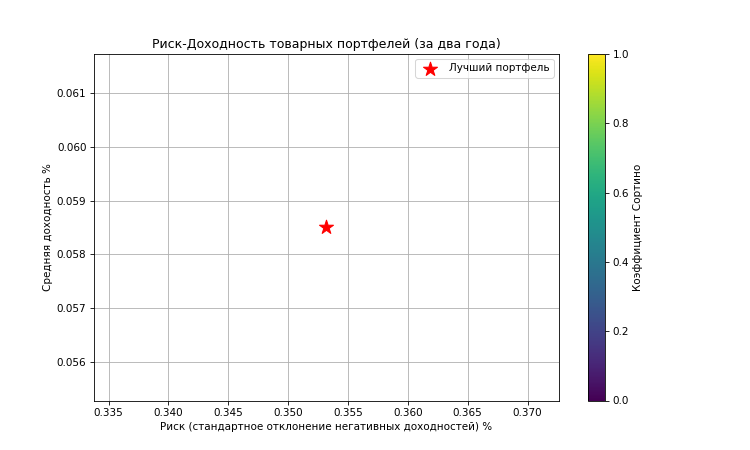 Риск-Доходность товарных портфелей (за два года)
Лучший портфель
Средняя доходность %
0.061
0.060
0.059
0.058
0.057
0.056
0.335 0.340 0.345 0.350 0.355 0.360 0.365 0.370
Риск (стандартное отклонение негативных доходностей) %
1.0
0.8
0.6
0.4
0.2
0.0
Коэффициент Сортино